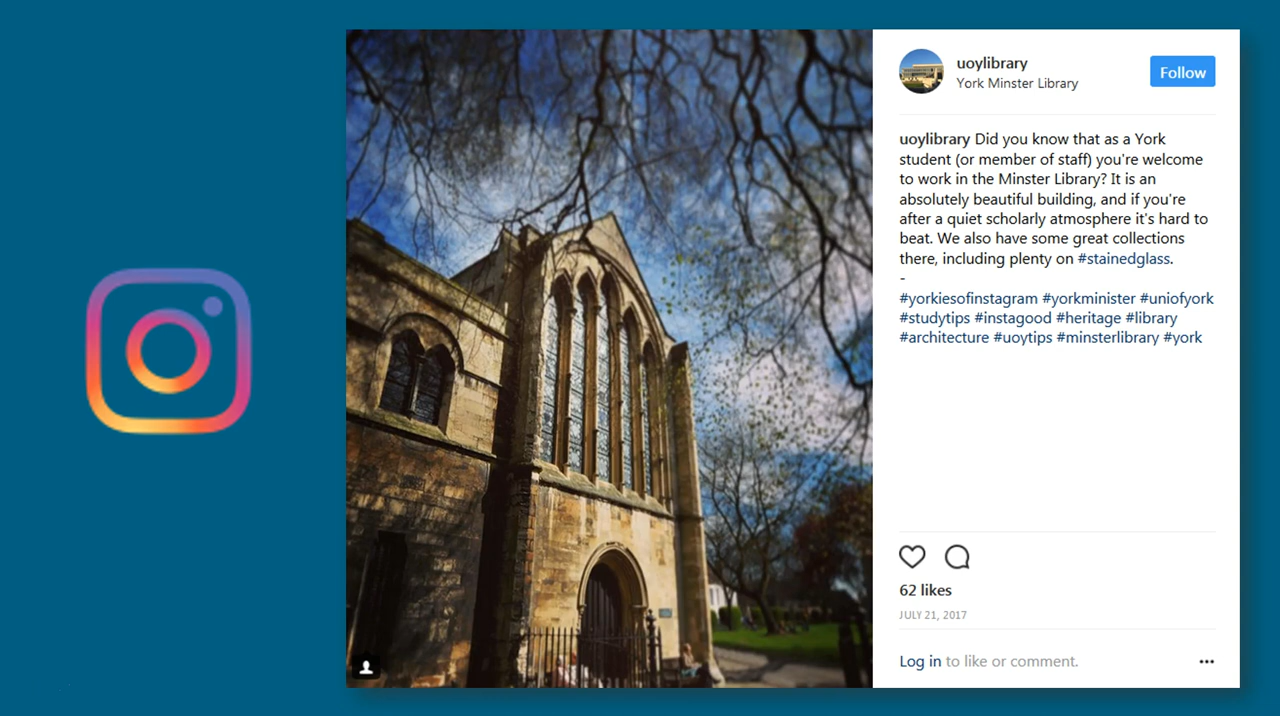 uoylibrary
York Minster Library
Follow
uoylibrary Did you know that as a York
student (or member of staff) you're welcome
to work in the Minster Library? It is an
absolutely beautiful building, and if you're
after a quiet scholarly atmosphere it's hard to
beat. We also have some great collections
there, including plenty on #stainedglass.
-
#yorkiesofinstagram #yorkminister #uniofyork
#studytips #instagood #heritage #library
#architecture #uoytips #minsterlibrary #york
62 likes
JULY 21, 2017
Log in to like or comment.